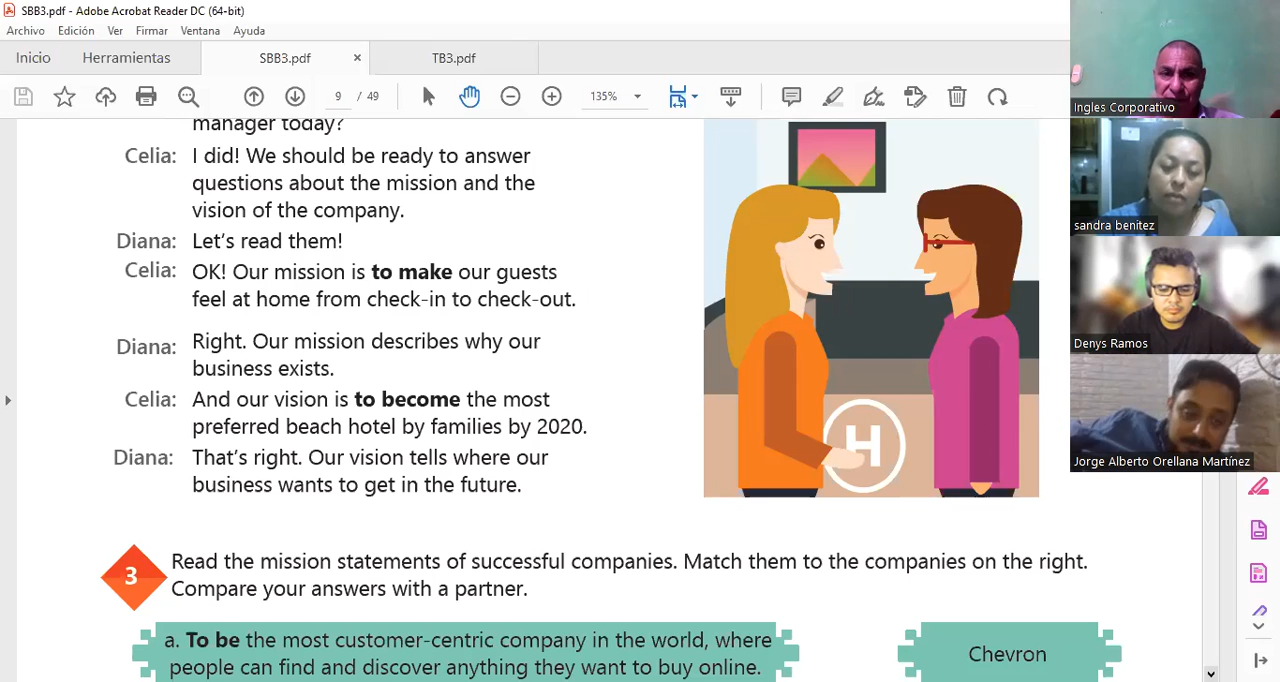 SBB3.pdf - Adobe Acrobat Reader DC (64-bit)
Archivo Edición Ver Firmar Ventana Ayuda
Inicio Herramientas SBB3.pdf × TB3.pdf
9 / 49 135%
manager today?
Celia: I did! We should be ready to answer
questions about the mission and the
vision of the company.
Diana: Let's read them!
Celia: OK! Our mission is to make our guests
feel at home from check-in to check-out.
Diana: Right. Our mission describes why our
business exists.
Celia: And our vision is to become the most
preferred beach hotel by families by 2020.
Diana: That's right. Our vision tells where our
business wants to get in the future.
H
3 Read the mission statements of successful companies. Match them to the companies on the right.
Compare your answers with a partner.
a. To be the most customer-centric company in the world, where
people can find and discover anything they want to buy online.
Chevron
Ingles Corporativo
sandra benitez
Denys Ramos
Jorge Alberto Orellana Martínez